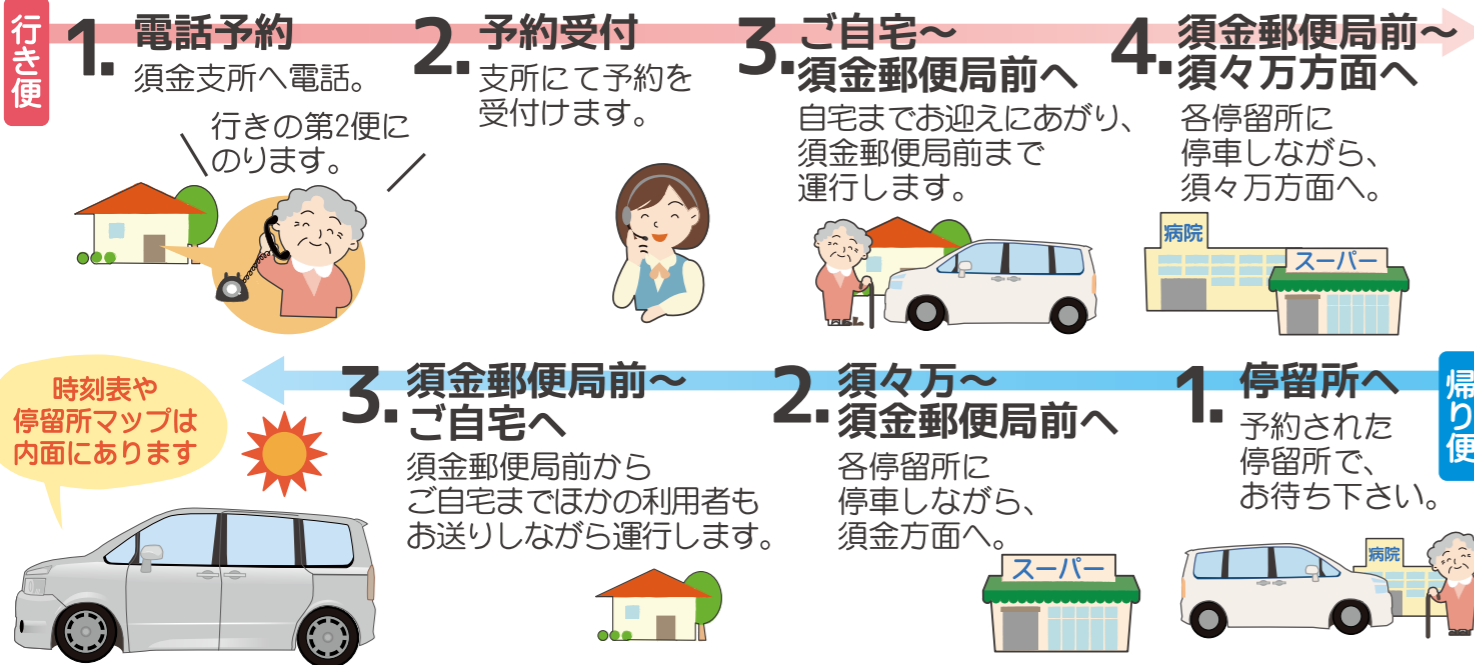 行き便
1. 電話予約
須金支所へ電話。
行きの第2便に
のります。
2. 予約受付
支所にて予約を
受付けます。
3. ご自宅～
須金郵便局前へ
自宅までお迎えにあがり、
須金郵便局前まで
運行します。
4. 須金郵便局前～
須々万方面へ
各停留所に
停車しながら、
須々万方面へ。
病院
スーパー
帰り便
1. 停留所へ
予約された
停留所で、
お待ち下さい。
病院
2. 須々万～
須金郵便局前へ
各停留所に
停車しながら、
須金方面へ。
スーパー
3. 須金郵便局前～
ご自宅へ
須金郵便局前から
ご自宅までほかの利用者も
お送りしながら運行します。
時刻表や
停留所マップは
内面にあります